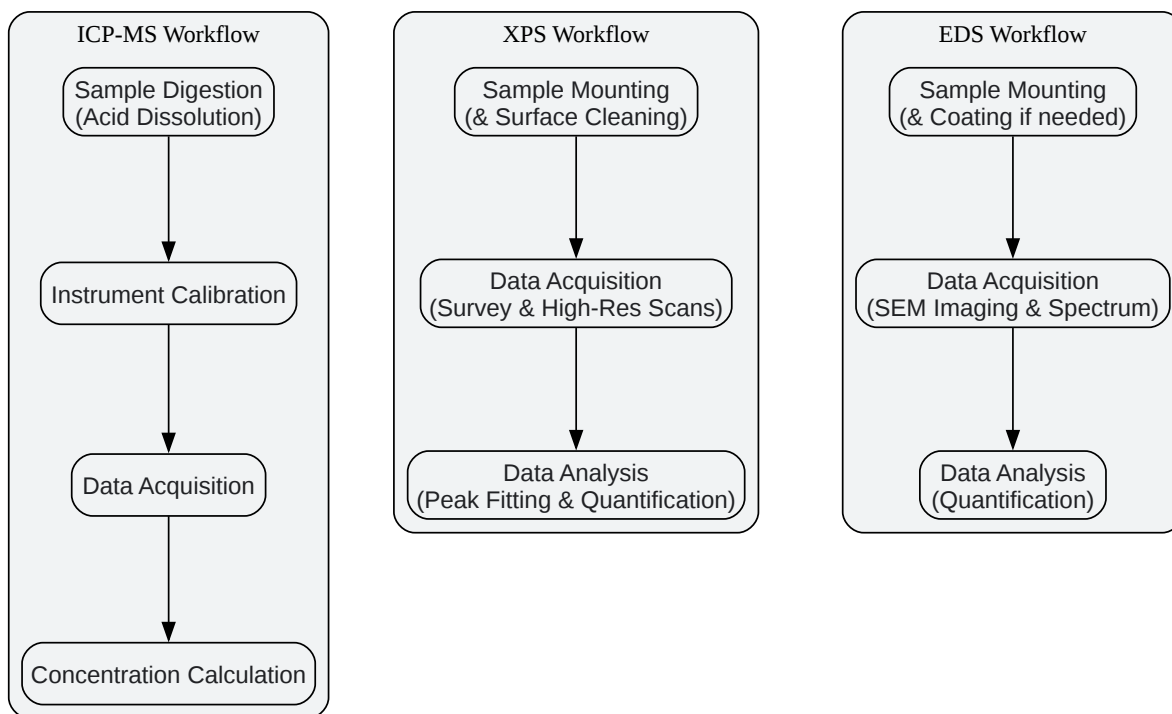 ICP-MS Workflow
Sample Digestion
(Acid Dissolution)
Instrument Calibration
Data Acquisition
Concentration Calculation
XPS Workflow
Sample Mounting
(& Surface Cleaning)
Data Acquisition
(Survey & High-Res Scans)
Data Analysis
(Peak Fitting & Quantification)
EDS Workflow
Sample Mounting
(& Coating if needed)
Data Acquisition
(SEM Imaging & Spectrum)
Data Analysis
(Quantification)